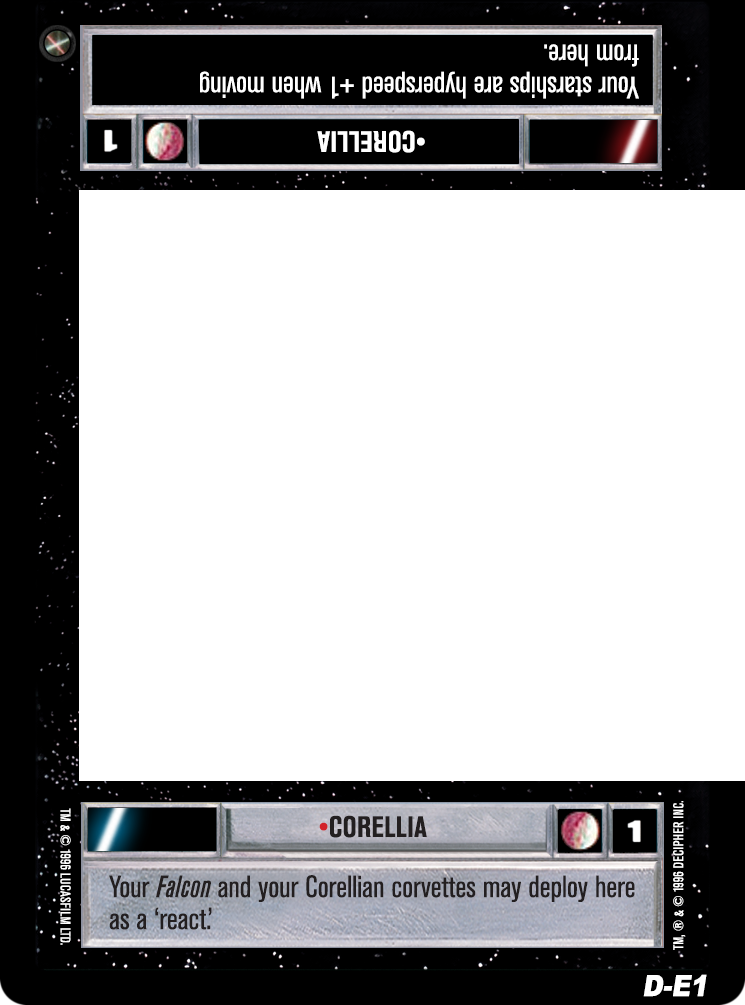 Your starships are hyperspeed +1 when moving
from here.
•CORELLIA
1
•CORELLIA
1
Your Falcon and your Corellian corvettes may deploy here
as a ‘react.’
TM & © 1996 LUCASFILM LTD.
TM, ® & © 1996 DECIPHER INC.
D-E1